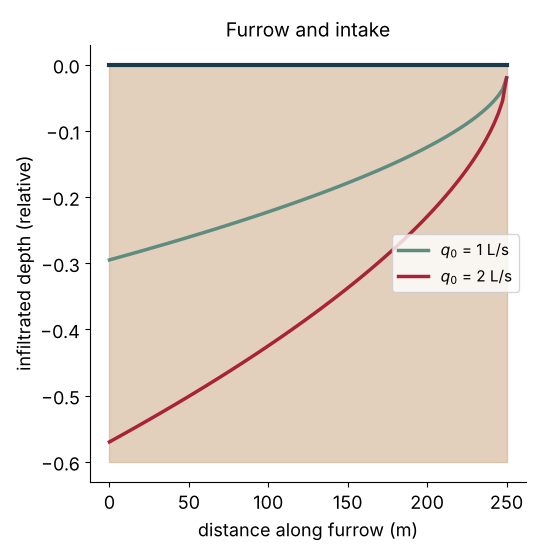 Furrow and intake
infiltrated depth (relative)
0.0
−0.1
−0.2
−0.3
−0.4
−0.5
−0.6
q₀ = 1 L/s
q₀ = 2 L/s
0 50 100 150 200 250
distance along furrow (m)